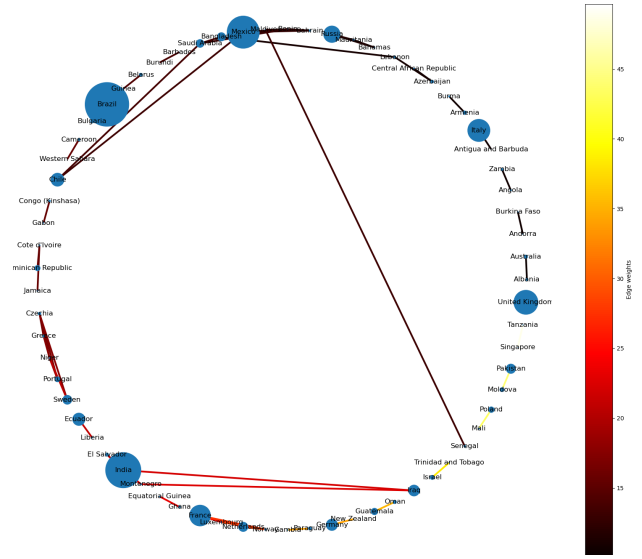 Mexico
Maldives
Benin
Bahrain
Russia
Mauritania
Bahamas
Lebanon
Central African Republic
Azerbaijan
Burma
Armenia
Italy
Antigua and Barbuda
Zambia
Angola
Burkina Faso
Andorra
Australia
Albania
United Kingdom
Tanzania
Singapore
Pakistan
Moldova
Poland
Mali
Senegal
Trinidad and Tobago
Israel
Iraq
Oman
Guatemala
New Zealand
Germany
Paraguay
Gambia
Norway
Netherlands
Luxembourg
France
Ghana
Equatorial Guinea
Montenegro
India
El Salvador
Liberia
Ecuador
Sweden
Portugal
Niger
Greece
Czechia
Jamaica
minican Republic
Cote d'Ivoire
Gabon
Congo (Kinshasa)
Chile
Western Sahara
Cameroon
Bulgaria
Brazil
Guinea
Belarus
Burundi
Barbados
Saudi Arabia
Bangladesh
45
40
35
30
25
20
15
Edge weights